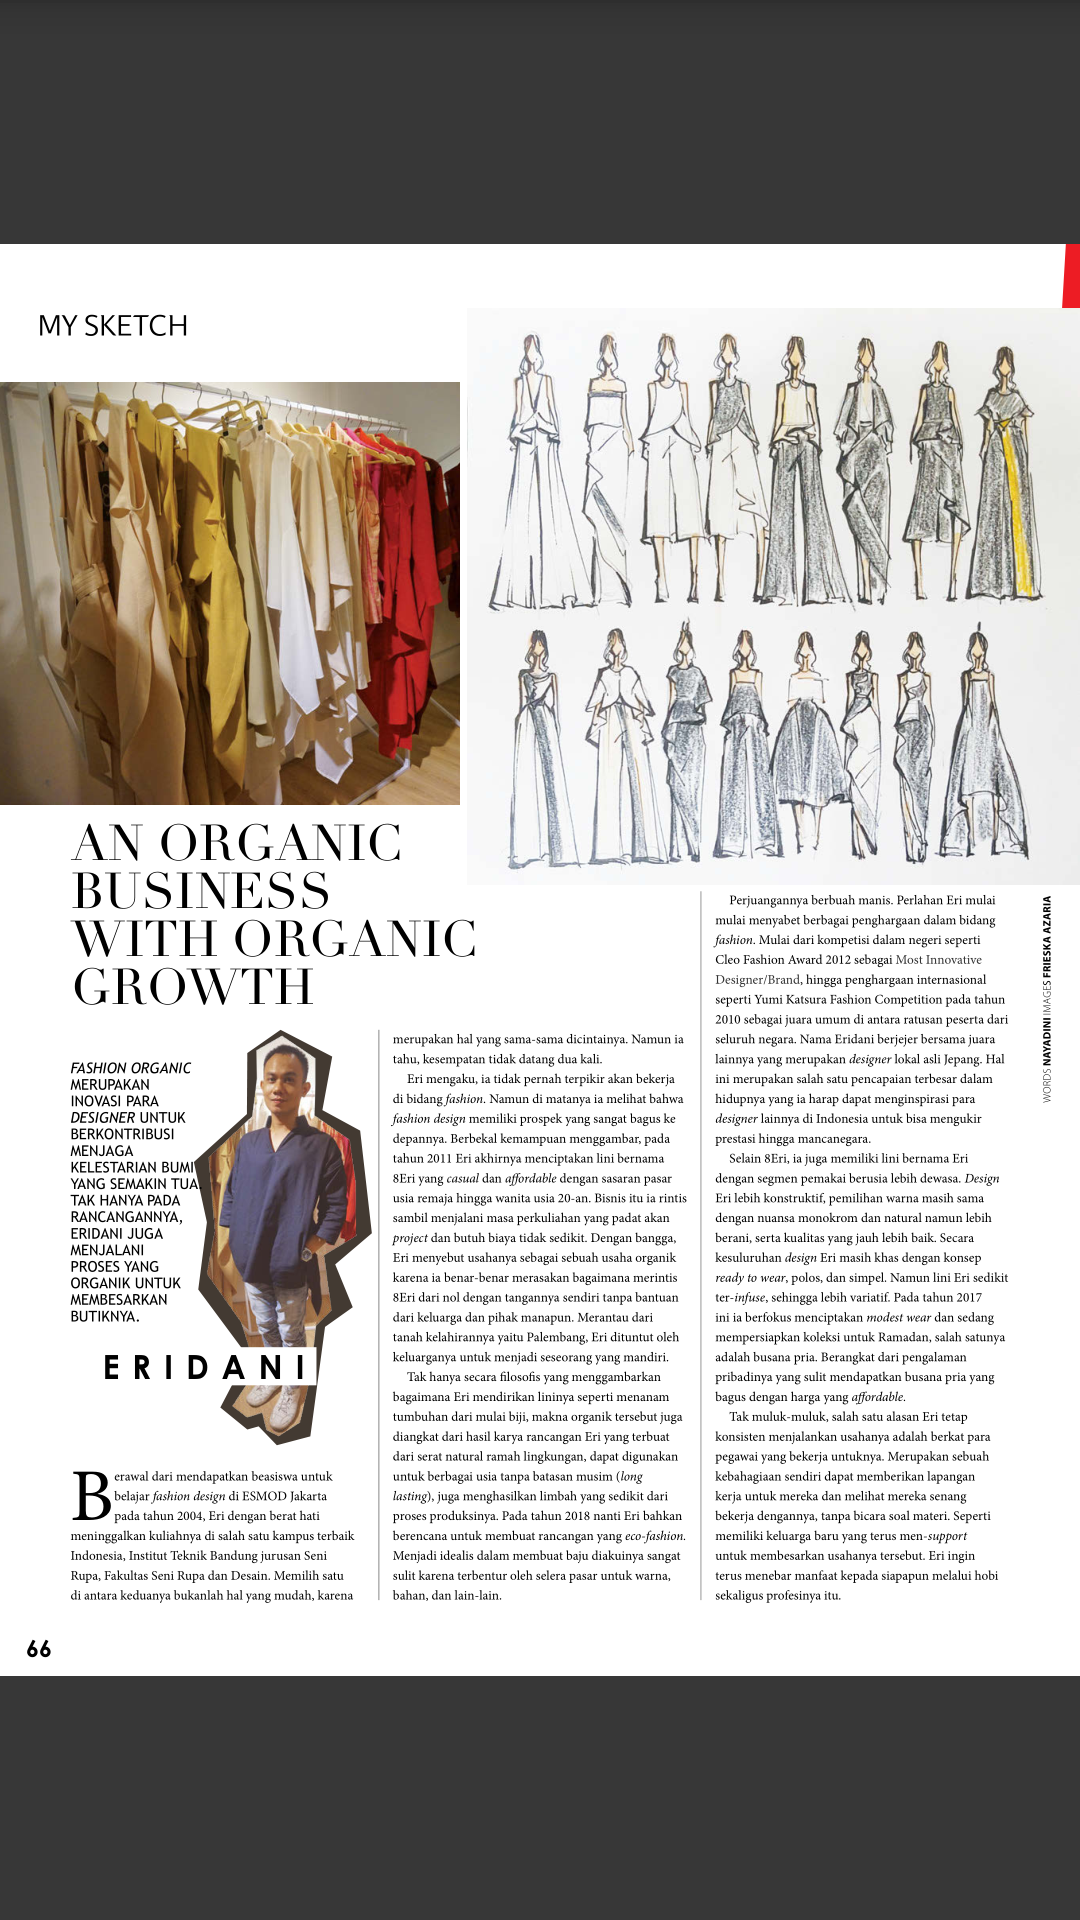 MY SKETCH
AN ORGANIC
BUSINESS
WITH ORGANIC
GROWTH
FASHION ORGANIC
MERUPAKAN
INOVASI PARA
DESIGNER UNTUK
BERKONTRIBUSI
MENJAGA
KELESTARIAN BUMI
YANG SEMAKIN TUA.
TAK HANYA PADA
RANCANGANNYA,
ERIDANI JUGA
MENJALANI
PROSES YANG
ORGANIK UNTUK
MEMBESARKAN
BUTIKNYA.
ERIDANI
Berawal dari mendapatkan beasiswa untuk
belajar fashion design di ESMOD Jakarta
pada tahun 2004, Eri dengan berat hati
meninggalkan kuliahnya di salah satu kampus terbaik
Indonesia, Institut Teknik Bandung jurusan Seni
Rupa, Fakultas Seni Rupa dan Desain. Memilih satu
di antara keduanya bukanlah hal yang mudah, karena
merupakan hal yang sama-sama dicintainya. Namun ia
tahu, kesempatan tidak datang dua kali.
Eri mengaku, ia tidak pernah terpikir akan bekerja
di bidang fashion. Namun di matanya ia melihat bahwa
fashion design memiliki prospek yang sangat bagus ke
depannya. Berbekal kemampuan menggambar, pada
tahun 2011 Eri akhirnya menciptakan lini bernama
8Eri yang casual dan affordable dengan sasaran pasar
usia remaja hingga wanita usia 20-an. Bisnis itu ia rintis
sambil menjalani masa perkuliahan yang padat akan
project dan butuh biaya tidak sedikit. Dengan bangga,
Eri menyebut usahanya sebagai sebuah usaha organik
karena ia benar-benar merasakan bagaimana merintis
8Eri dari nol dengan tangannya sendiri tanpa bantuan
dari keluarga dan pihak manapun. Merantau dari
tanah kelahirannya yaitu Palembang, Eri dituntut oleh
keluarganya untuk menjadi seseorang yang mandiri.
Tak hanya secara filosofis yang menggambarkan
bagaimana Eri mendirikan lininya seperti menanam
tumbuhan dari mulai biji, makna organik tersebut juga
diangkat dari hasil karya rancangan Eri yang terbuat
dari serat natural ramah lingkungan, dapat digunakan
untuk berbagai usia tanpa batasan musim (long
lasting), juga menghasilkan limbah yang sedikit dari
proses produksinya. Pada tahun 2018 nanti Eri bahkan
berencana untuk membuat rancangan yang eco-fashion.
Menjadi idealis dalam membuat baju diakuinya sangat
sulit karena terbentur oleh selera pasar untuk warna,
bahan, dan lain-lain.
Perjuangannya berbuah manis. Perlahan Eri mulai
mulai menyabet berbagai penghargaan dalam bidang
fashion. Mulai dari kompetisi dalam negeri seperti
Cleo Fashion Award 2012 sebagai Most Innovative
Designer/Brand, hingga penghargaan internasional
seperti Yumi Katsura Fashion Competition pada tahun
2010 sebagai juara umum di antara ratusan peserta dari
seluruh negara. Nama Eridani berjejer bersama juara
lainnya yang merupakan designer lokal asli Jepang. Hal
ini merupakan salah satu pencapaian terbesar dalam
hidupnya yang ia harap dapat menginspirasi para
designer lainnya di Indonesia untuk bisa mengukir
prestasi hingga mancanegara.
Selain 8Eri, ia juga memiliki lini bernama Eri
dengan segmen pemakai berusia lebih dewasa. Design
Eri lebih konstruktif, pemilihan warna masih sama
dengan nuansa monokrom dan natural namun lebih
berani, serta kualitas yang jauh lebih baik. Secara
kesuluruhan design Eri masih khas dengan konsep
ready to wear, polos, dan simpel. Namun lini Eri sedikit
ter-infuse, sehingga lebih variatif. Pada tahun 2017
ini ia berfokus menciptakan modest wear dan sedang
mempersiapkan koleksi untuk Ramadan, salah satunya
adalah busana pria. Berangkat dari pengalaman
pribadinya yang sulit mendapatkan busana pria yang
bagus dengan harga yang affordable.
Tak muluk-muluk, salah satu alasan Eri tetap
konsisten menjalankan usahanya adalah berkat para
pegawai yang bekerja untuknya. Merupakan sebuah
kebahagiaan sendiri dapat memberikan lapangan
kerja untuk mereka dan melihat mereka senang
bekerja dengannya, tanpa bicara soal materi. Seperti
memiliki keluarga baru yang terus men-support
untuk membesarkan usahanya tersebut. Eri ingin
terus menebar manfaat kepada siapapun melalui hobi
sekaligus profesinya itu.
WORDS NAYADINI IMAGES FRIESKA AZARIA
66